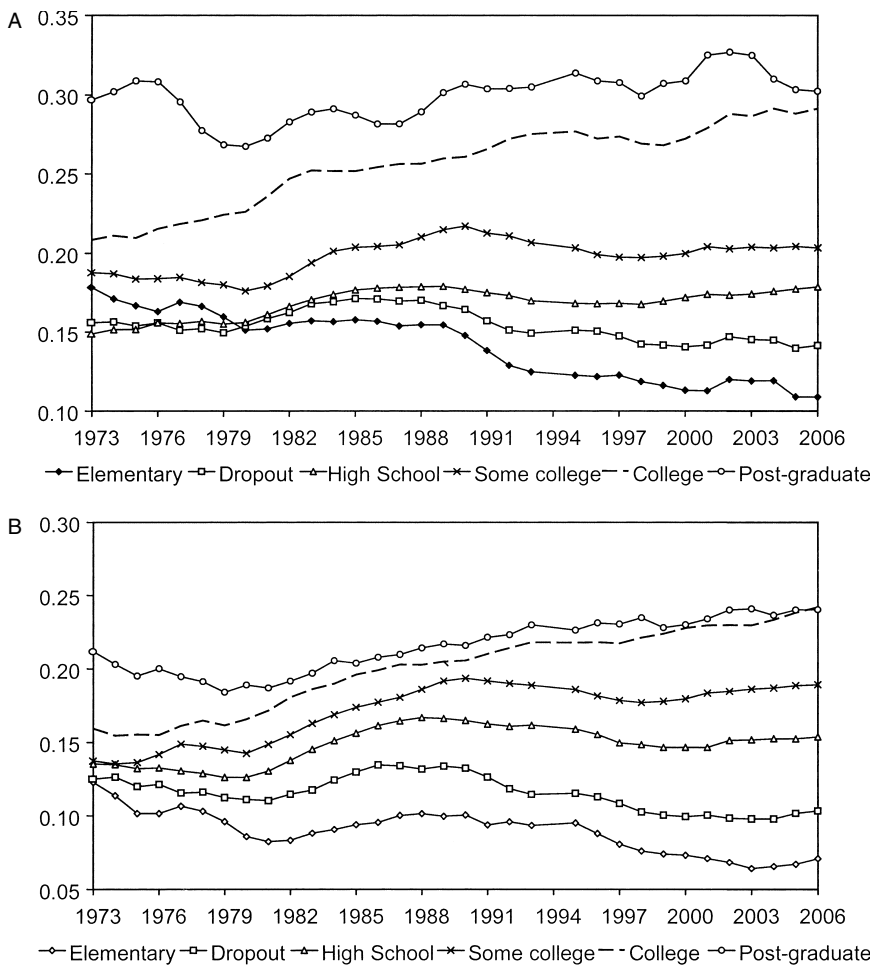 A
0.35
0.30
0.25
0.20
0.15
0.10
1973 1976 1979 1982 1985 1988 1991 1994 1997 2000 2003 2006
Elementary Dropout High School Some college College Post-graduate
B
0.30
0.25
0.20
0.15
0.10
0.05
1973 1976 1979 1982 1985 1988 1991 1994 1997 2000 2003 2006
Elementary Dropout High School Some college College Post-graduate